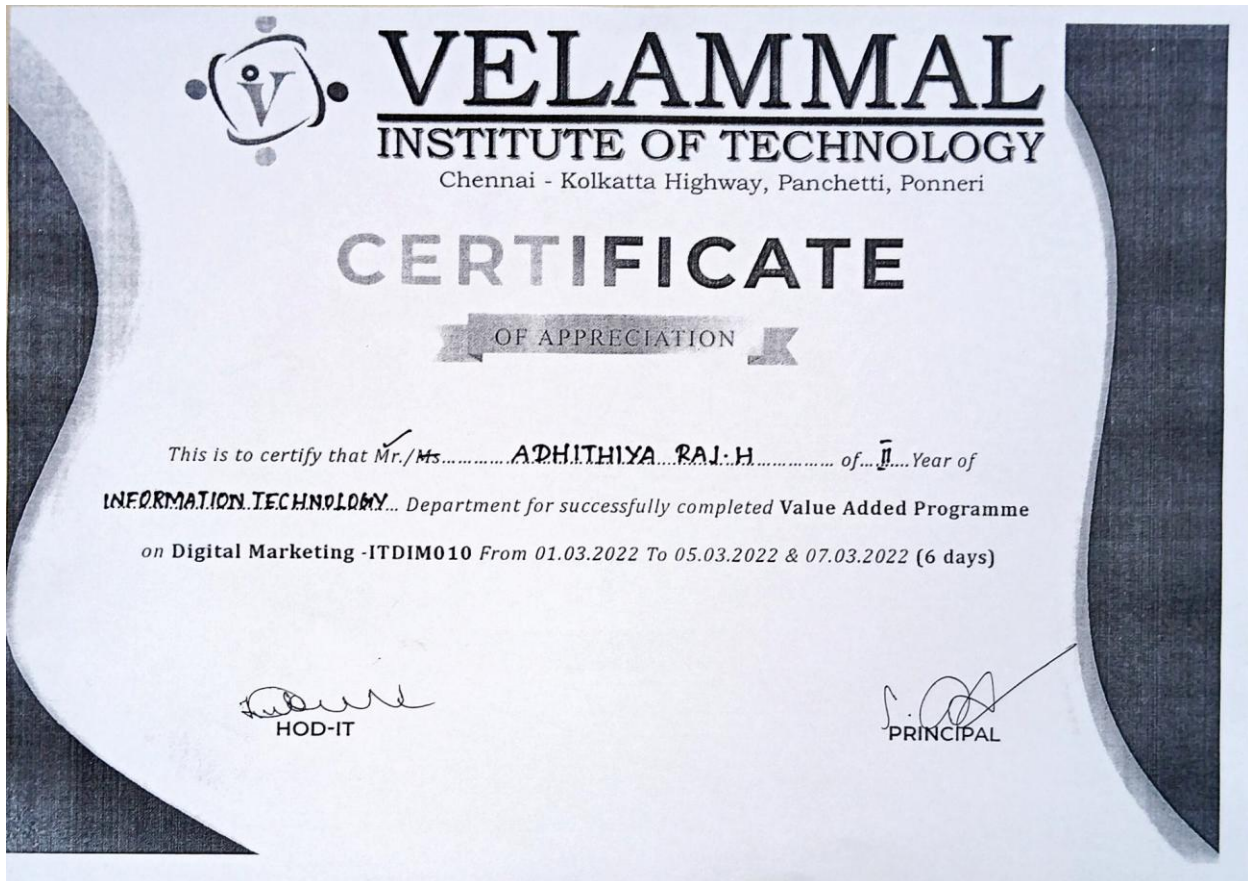 V
VELAMMAL
INSTITUTE OF TECHNOLOGY
Chennai - Kolkatta Highway, Panchetti, Ponneri
CERTIFICATE
OF APPRECIATION
This is to certify that Mr./Ms............ ADHITHIYA RAJ.H .............. of...II....Year of
INFORMATION TECHNOLOGY... Department for successfully completed Value Added Programme
on Digital Marketing -ITDIM010 From 01.03.2022 To 05.03.2022 & 07.03.2022 (6 days)
HOD-IT
PRINCIPAL